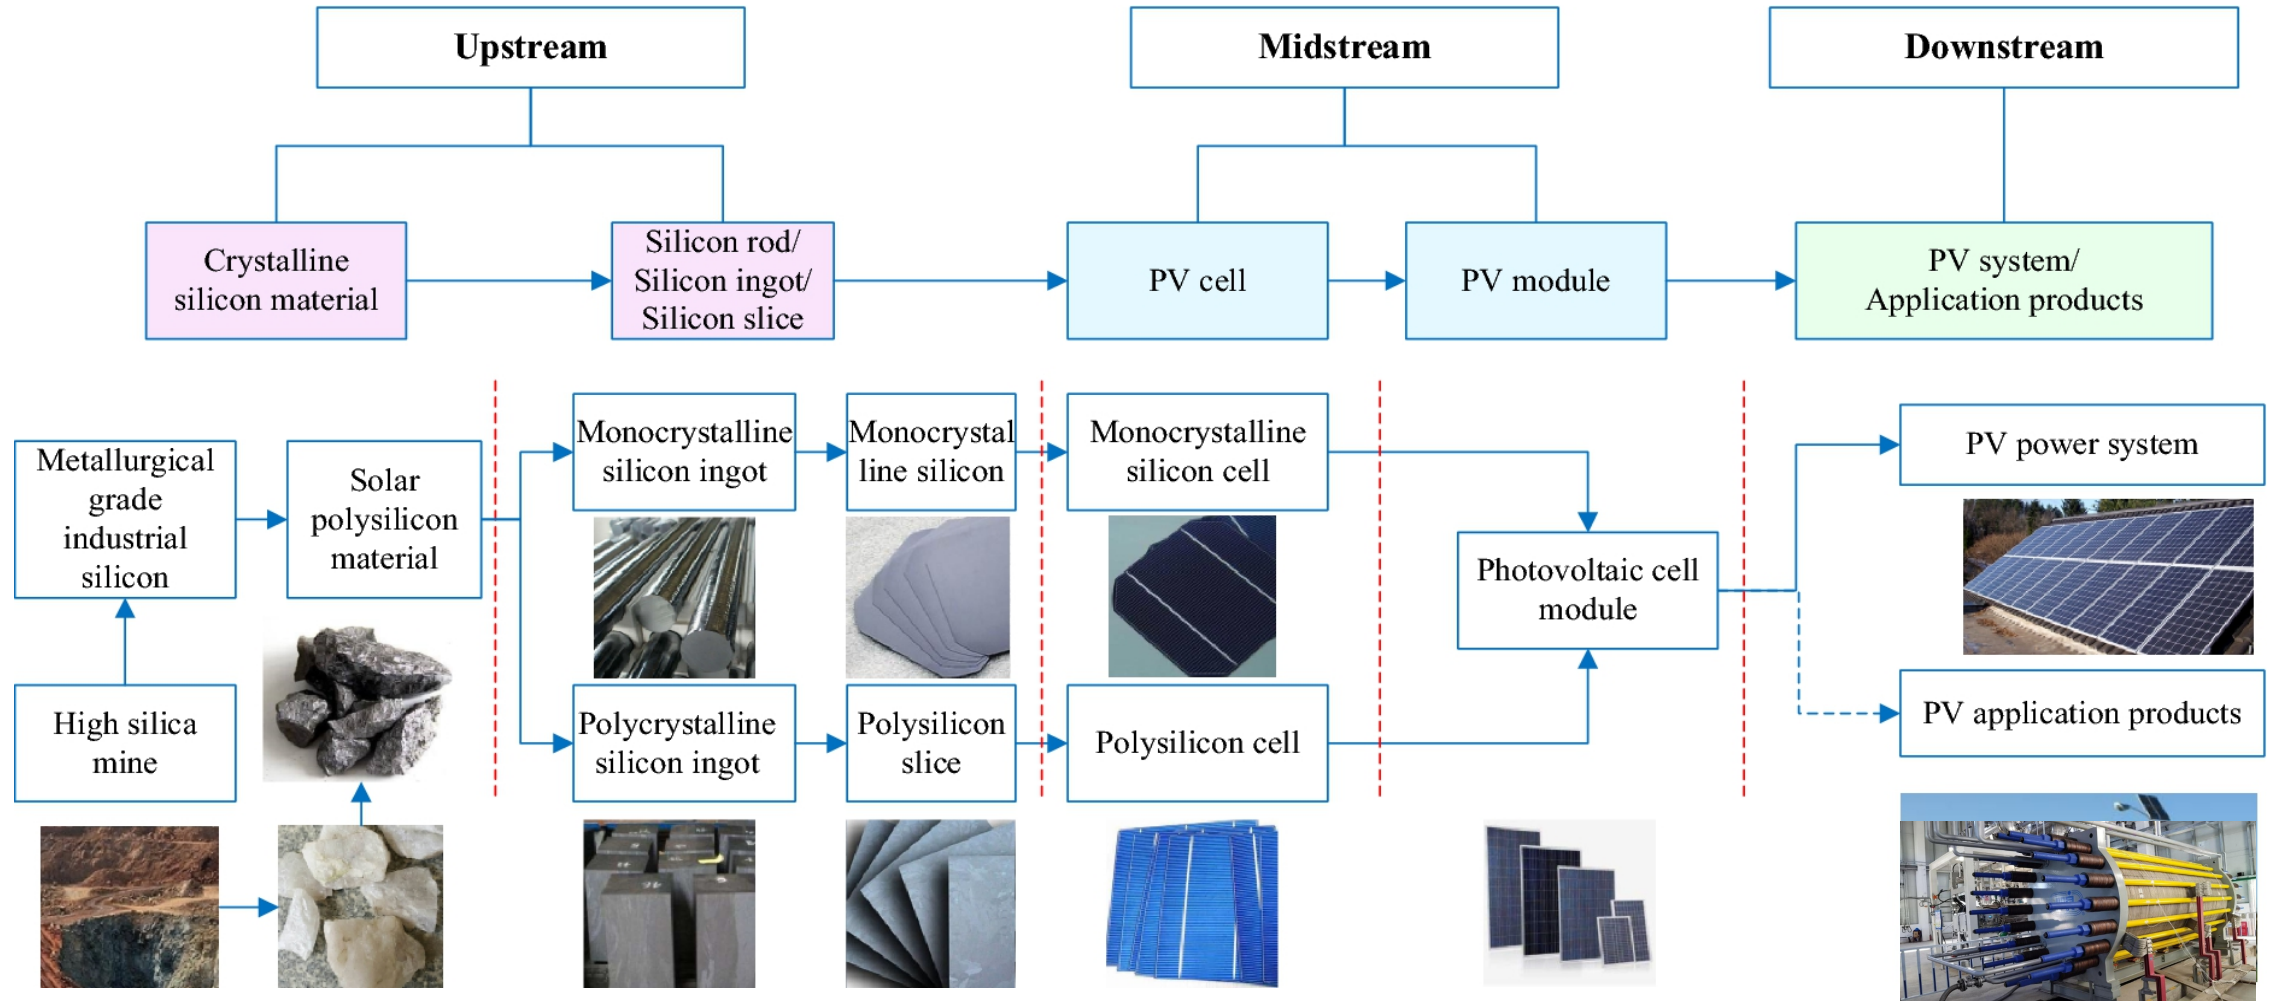 Upstream
Midstream
Downstream
Crystalline
silicon material
Silicon rod/
Silicon ingot/
Silicon slice
PV cell
PV module
PV system/
Application products
Metallurgical
grade
industrial
silicon
Solar
polysilicon
material
Monocrystalline
silicon ingot
Monocrystal
line silicon
Monocrystalline
silicon cell
Photovoltaic cell
module
PV power system
High silica
mine
Polycrystalline
silicon ingot
Polysilicon
slice
Polysilicon cell
PV application products